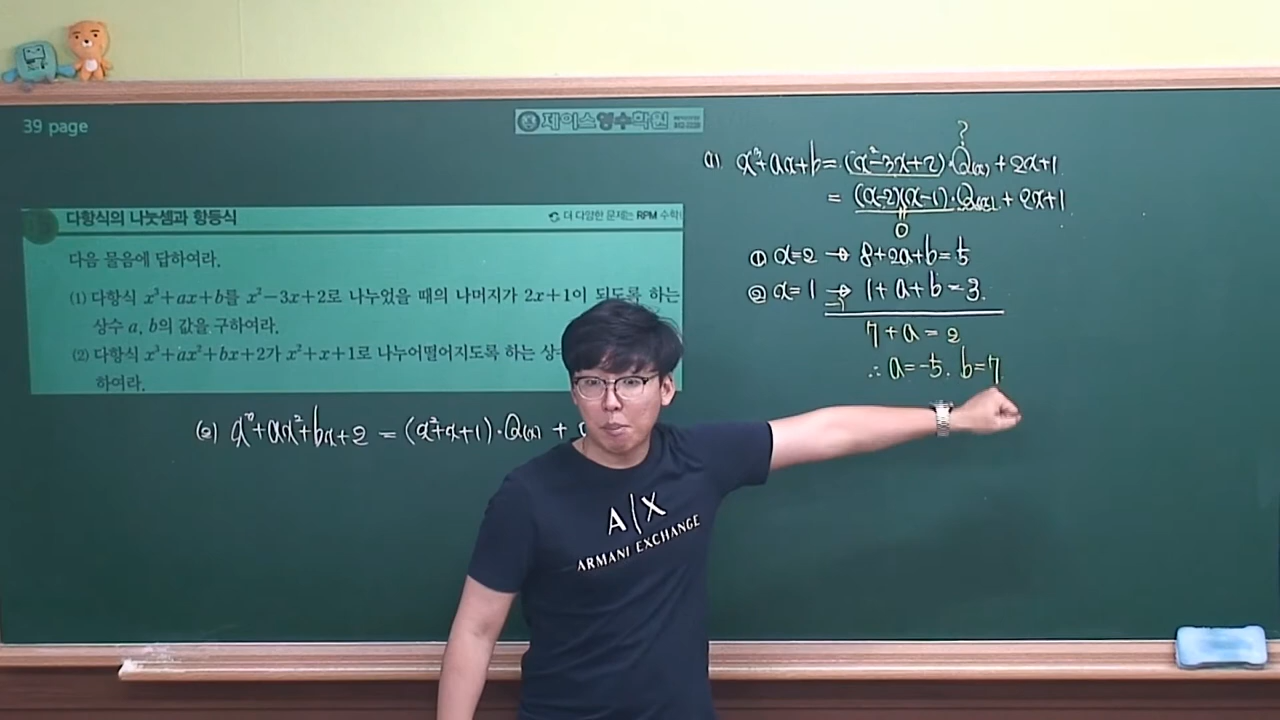 39 page
제이스영수학원
다항식의 나눗셈과 항등식
더 다양한 문제는 RPM 수학
다음 물음에 답하여라.
(1) 다항식 x³+ax+b를 x²-3x+2로 나누었을 때의 나머지가 2x+1이 되도록 하는
상수 a, b의 값을 구하여라.
(2) 다항식 x³+ax²+bx+2가 x²+x+1로 나누어떨어지도록 하는
하여라.
(1) x³+ax+b = (x²-3x+2)·Q(x)+2x+1
?
= (x-2)(x-1)·Q(x)+2x+1
0
① x=2 → 8+2a+b=5
② x=1 → 1+a+b=3.
7+a=2
∴ a=-5. b=7
(2) x³+ax²+bx+2 = (x²+x+1)·Q(x) +
A|X
ARMANI EXCHANGE